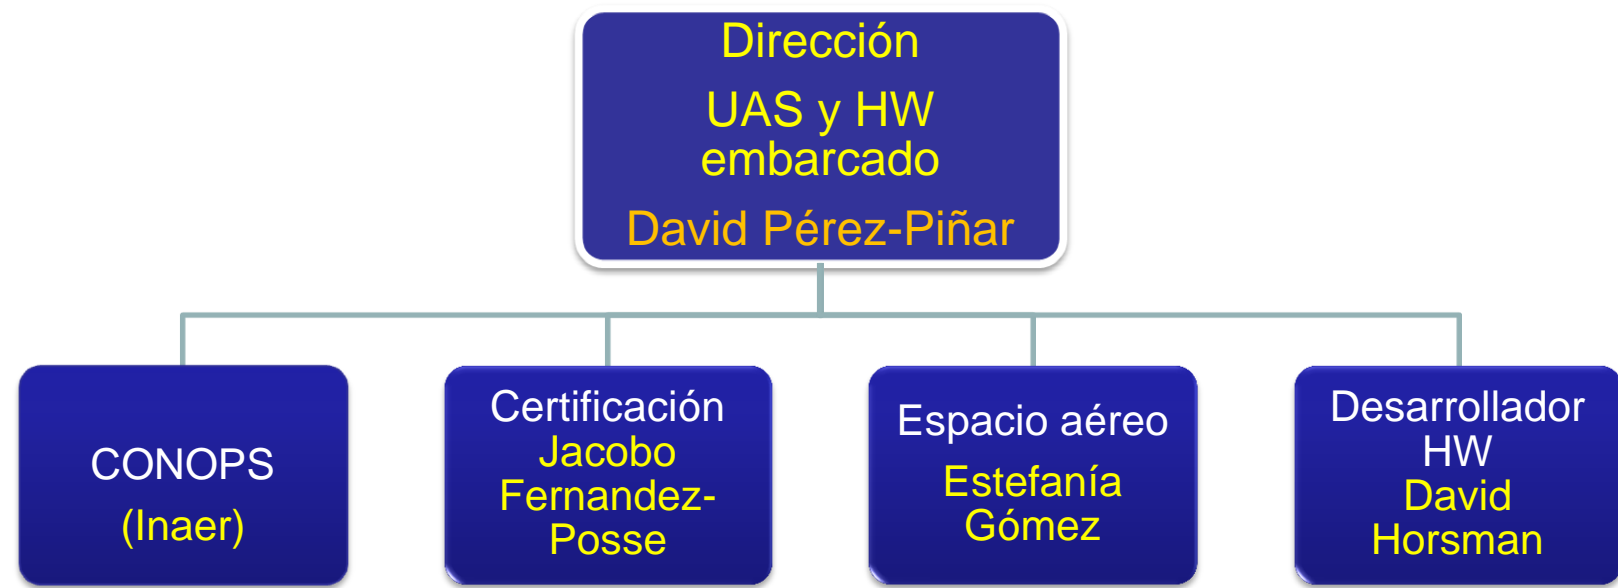 Dirección
UAS y HW
embarcado
David Pérez-Piñar
CONOPS
(Inaer)
Certificación
Jacobo
Fernandez-
Posse
Espacio aéreo
Estefanía
Gómez
Desarrollador
HW
David
Horsman